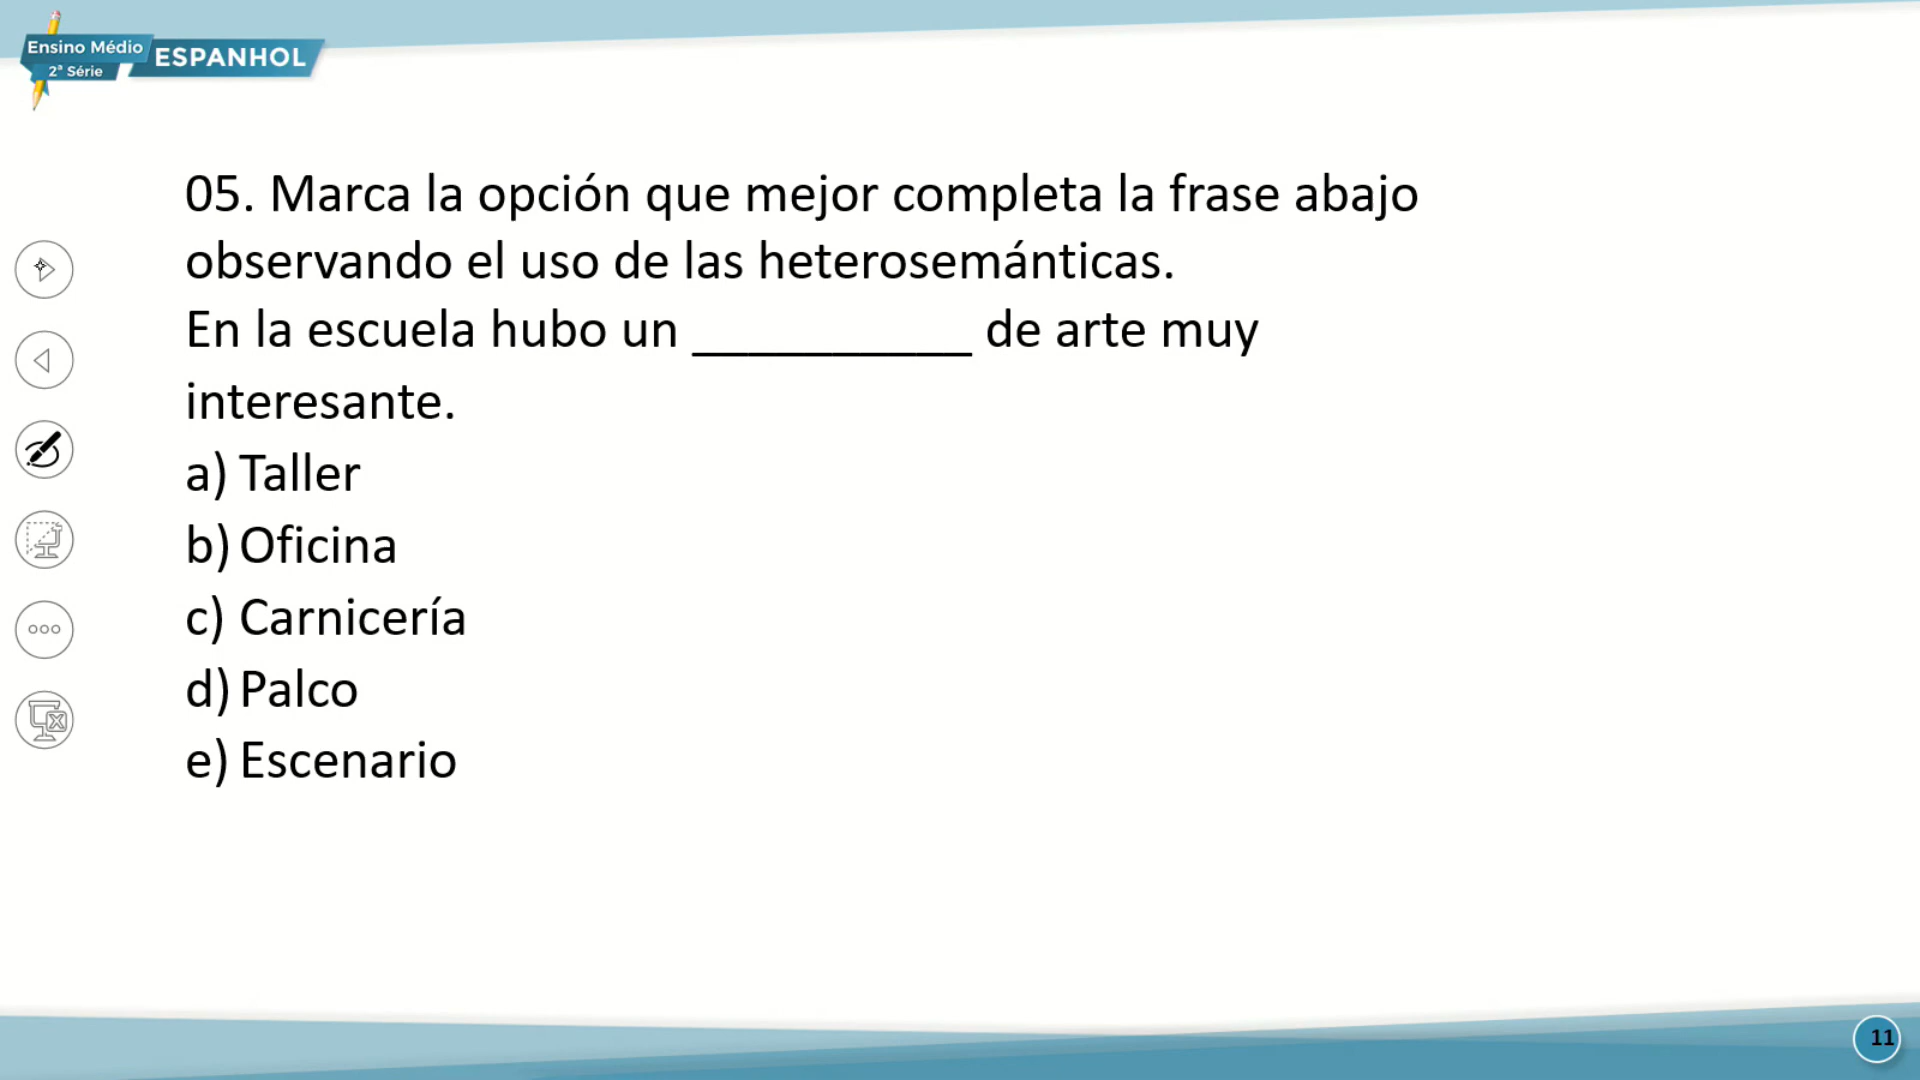 Ensino Médio
2ª Série
ESPANHOL
05. Marca la opción que mejor completa la frase abajo
observando el uso de las heterosemánticas.
En la escuela hubo un __________ de arte muy
interesante.
a) Taller
b) Oficina
c) Carnicería
d) Palco
e) Escenario
11